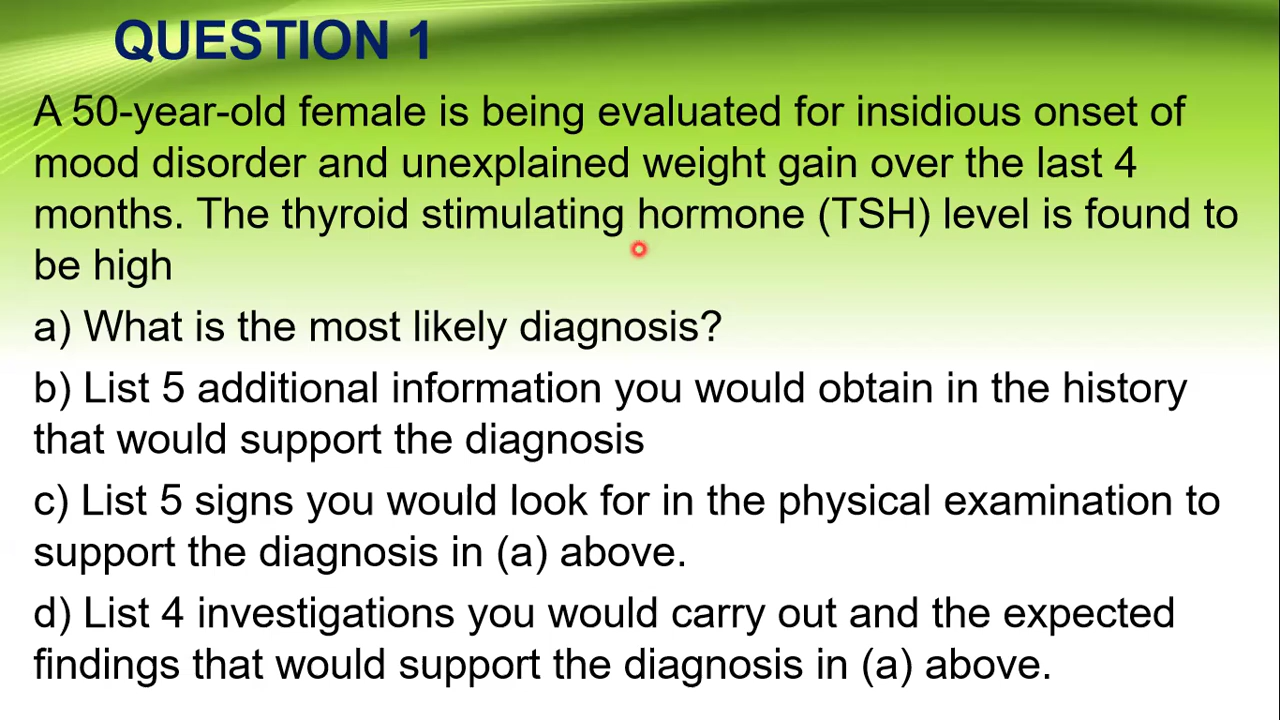 QUESTION 1
A 50-year-old female is being evaluated for insidious onset of
mood disorder and unexplained weight gain over the last 4
months. The thyroid stimulating hormone (TSH) level is found to
be high
a) What is the most likely diagnosis?
b) List 5 additional information you would obtain in the history
that would support the diagnosis
c) List 5 signs you would look for in the physical examination to
support the diagnosis in (a) above.
d) List 4 investigations you would carry out and the expected
findings that would support the diagnosis in (a) above.